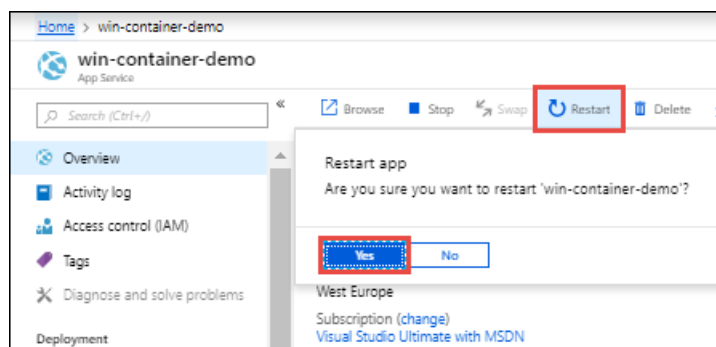 Home > win-container-demo
win-container-demo
App Service
Search (Ctrl+/)
«
Browse Stop Swap Restart Delete
Overview
Activity log
Access control (IAM)
Tags
Diagnose and solve problems
Deployment
Restart app
Are you sure you want to restart 'win-container-demo'?
Yes No
West Europe
Subscription (change)
Visual Studio Ultimate with MSDN